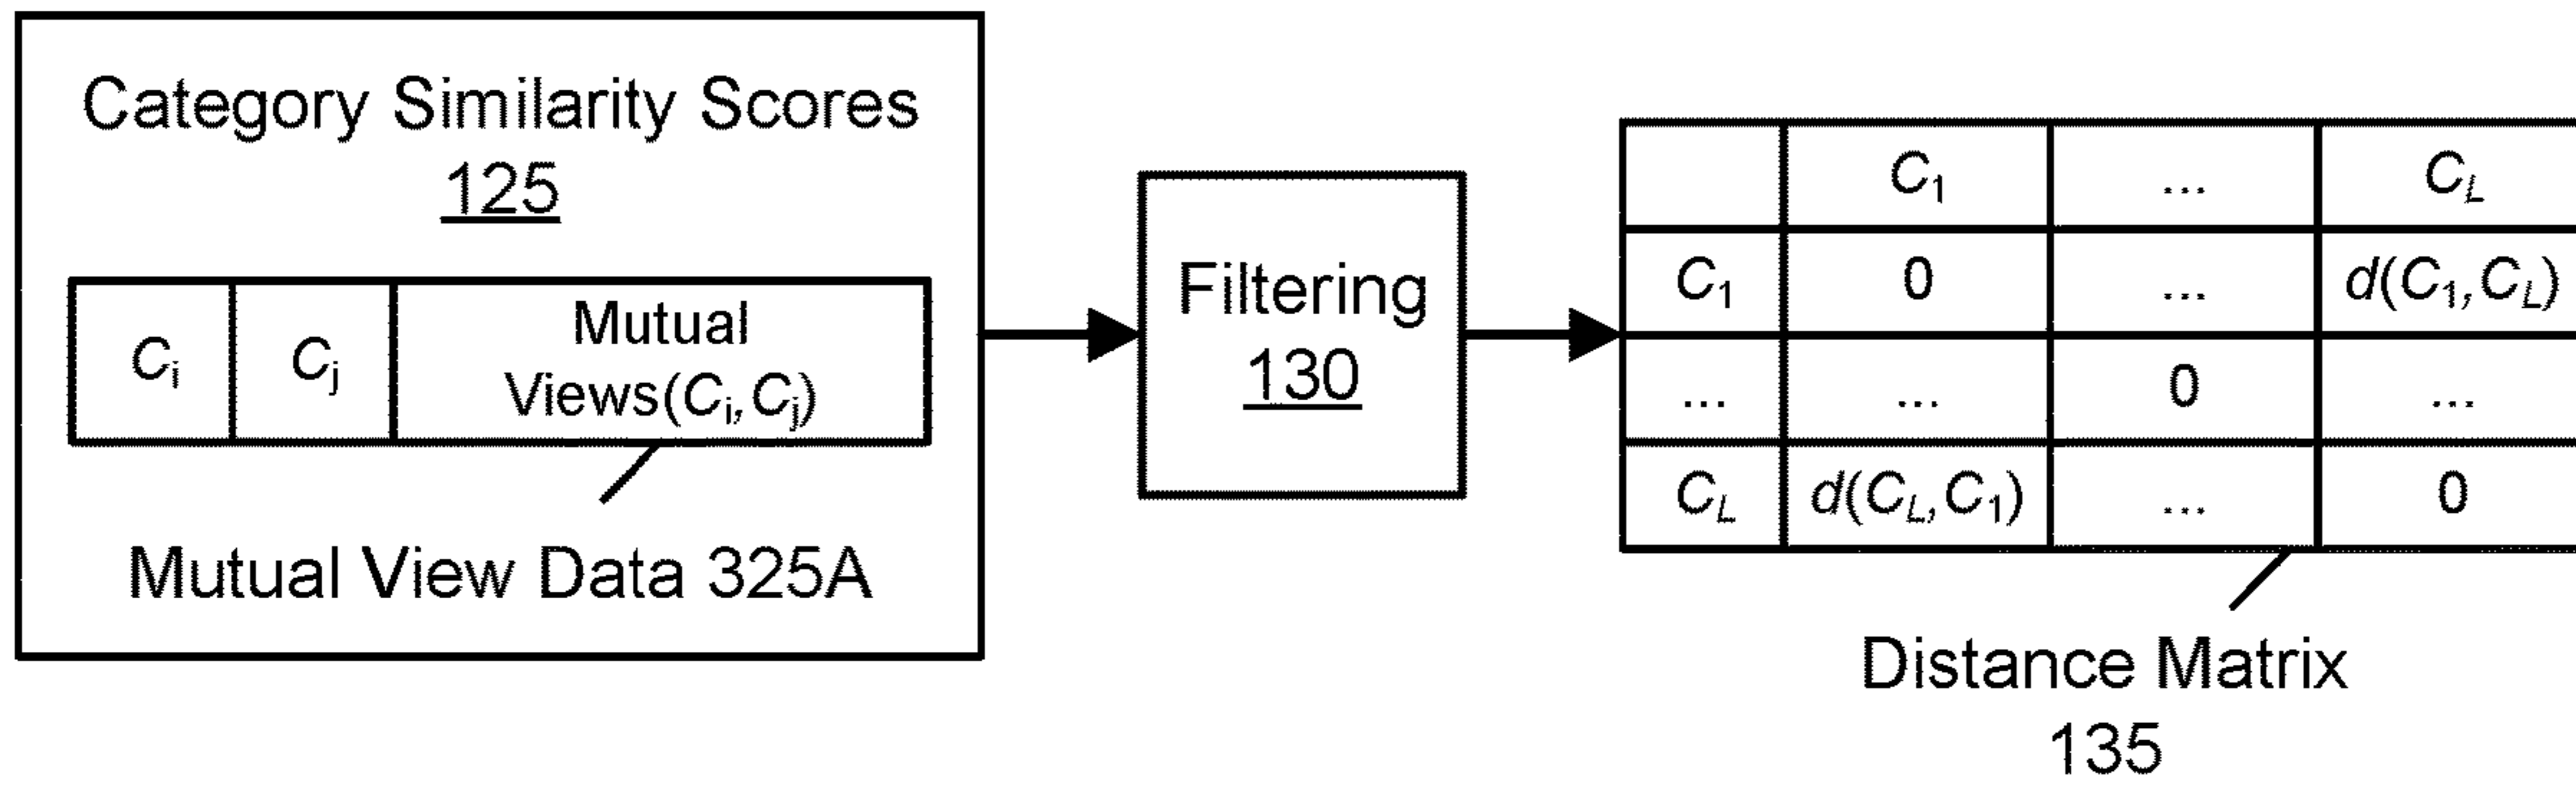 Category Similarity Scores
125
Ci Cj Mutual
Views(Ci,Cj)
Mutual View Data 325A
Filtering
130
C1 ... CL
C1 0 ... d(C1,CL)
... ... 0 ...
CL d(CL,C1) ... 0
Distance Matrix
135